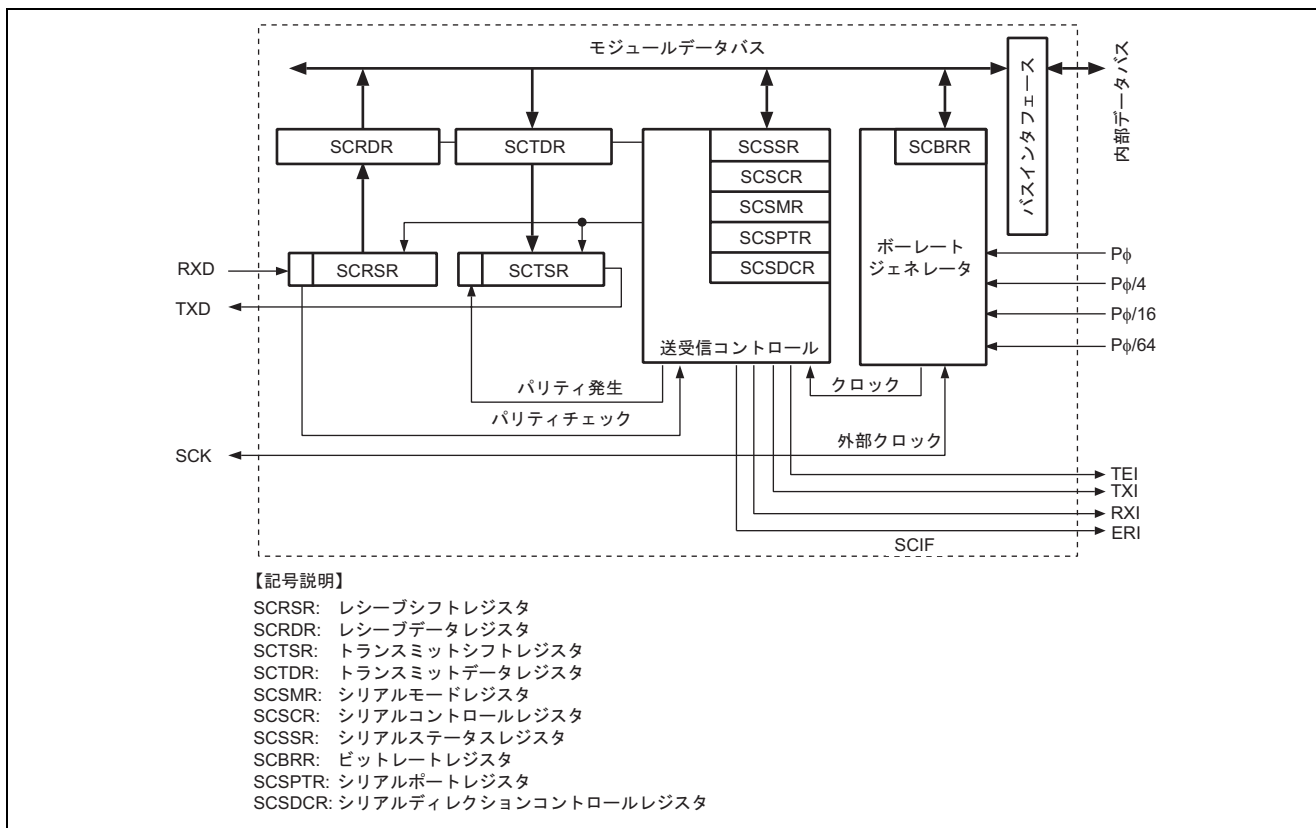 モジュールデータバス
バスインタフェース
内部データバス
SCRDR
SCTDR
SCSSR
SCBRR
SCSCR
SCSMR
SCSPTR
SCSDCR
ボーレート
ジェネレータ
RXD
SCRSR
SCTSR
TXD
Pφ
Pφ/4
Pφ/16
Pφ/64
送受信コントロール
パリティ発生
クロック
パリティチェック
SCK
外部クロック
TEI
TXI
RXI
ERI
SCIF
【記号説明】
SCRSR: レシーブシフトレジスタ
SCRDR: レシーブデータレジスタ
SCTSR: トランスミットシフトレジスタ
SCTDR: トランスミットデータレジスタ
SCSMR: シリアルモードレジスタ
SCSCR: シリアルコントロールレジスタ
SCSSR: シリアルステータスレジスタ
SCBRR: ビットレートレジスタ
SCSPTR: シリアルポートレジスタ
SCSDCR: シリアルディレクションコントロールレジスタ